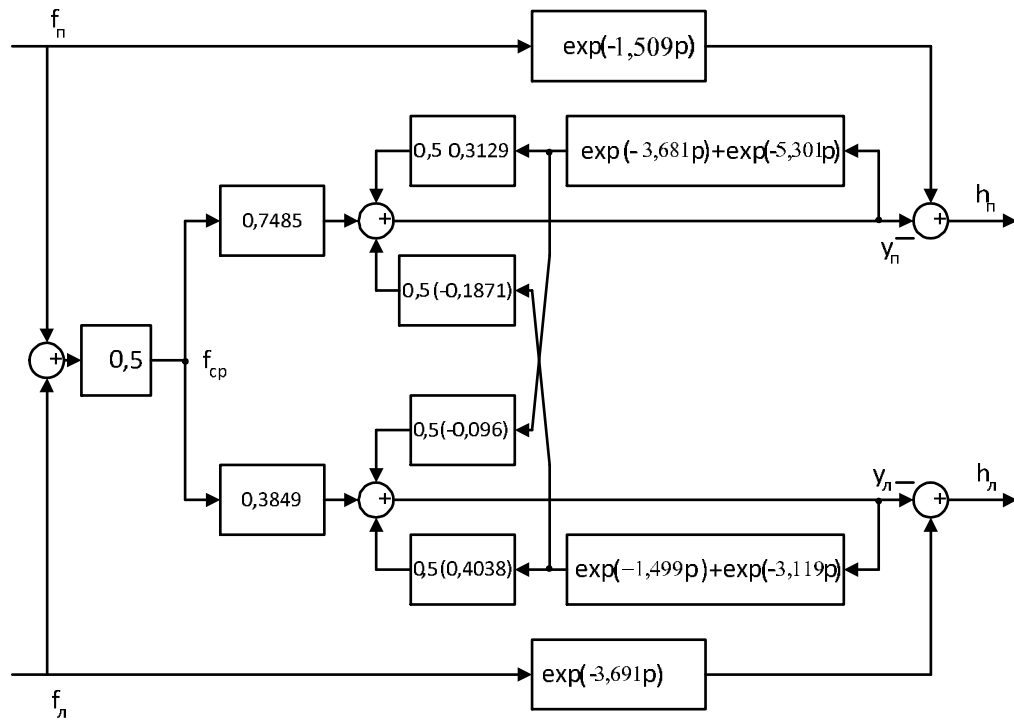 fп
exp(-1,509p)
0,5 0,3129
exp(-3,681p)+exp(-5,301p)
0,7485
+
+
hп
yп
0,5(-0,1871)
+
0,5
fср
0,5(-0,096)
0,3849
+
yл
+
hл
0,5(0,4038)
exp(-1,499p)+exp(-3,119p)
exp(-3,691p)
fл